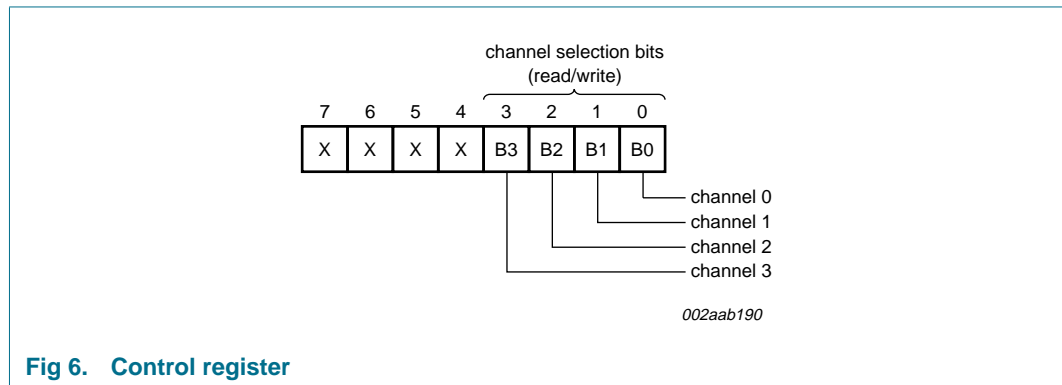 channel selection bits
(read/write)
7 6 5 4 3 2 1 0
X X X X B3 B2 B1 B0
channel 0
channel 1
channel 2
channel 3
002aab190
Fig 6. Control register